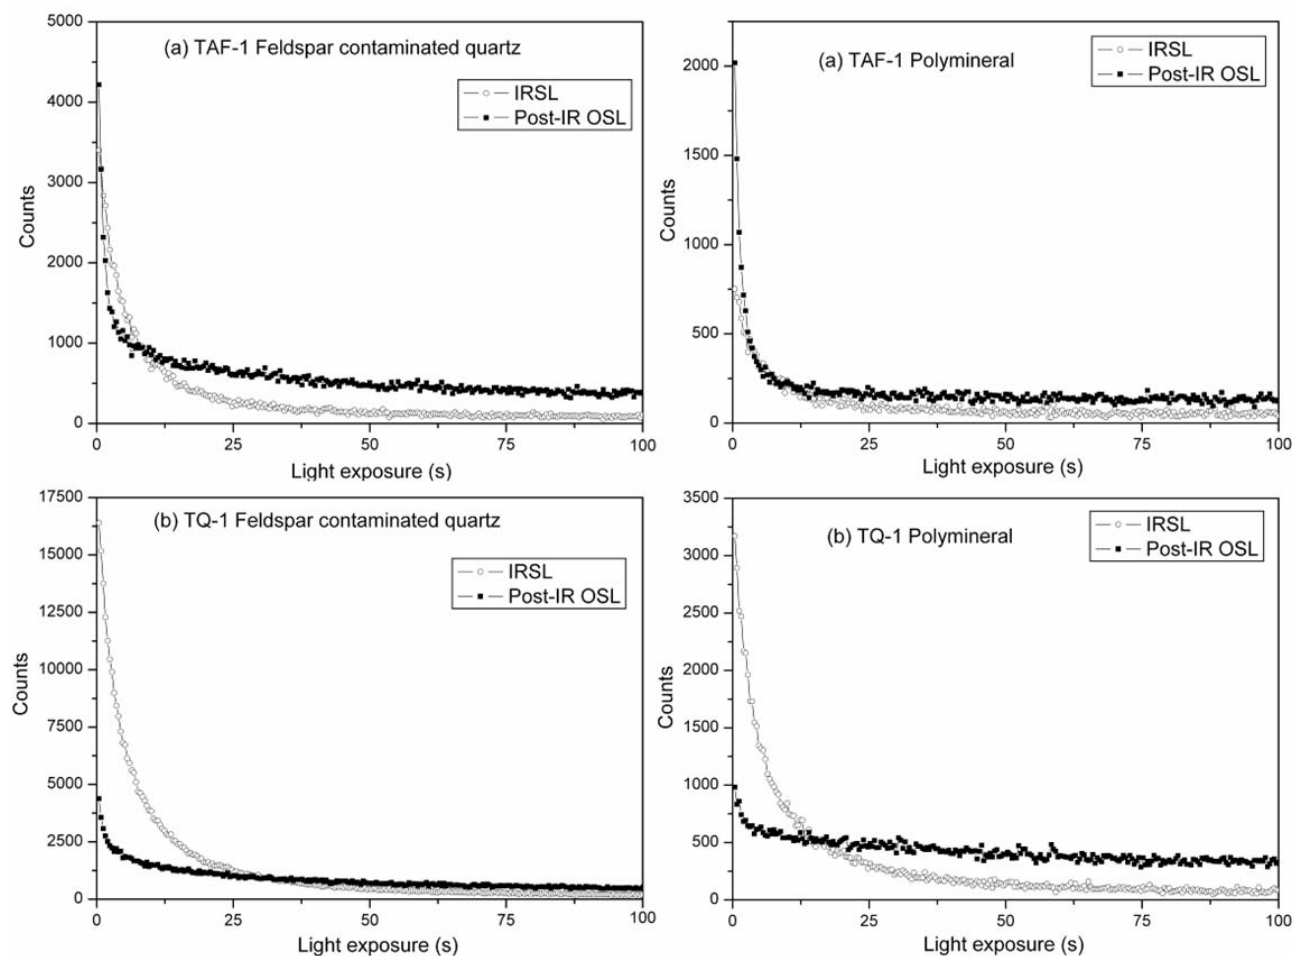 (a) TAF-1 Feldspar contaminated quartz
IRSL
Post-IR OSL
5000
4000
3000
2000
1000
0
Counts
0 25 50 75 100
Light exposure (s)
(a) TAF-1 Polymineral
IRSL
Post-IR OSL
2000
1500
1000
500
0
Counts
0 25 50 75 100
Light exposure (s)
(b) TQ-1 Feldspar contaminated quartz
IRSL
Post-IR OSL
17500
15000
12500
10000
7500
5000
2500
0
Counts
0 25 50 75 100
Light exposure (s)
(b) TQ-1 Polymineral
IRSL
Post-IR OSL
3500
3000
2500
2000
1500
1000
500
0
Counts
0 25 50 75 100
Light exposure (s)